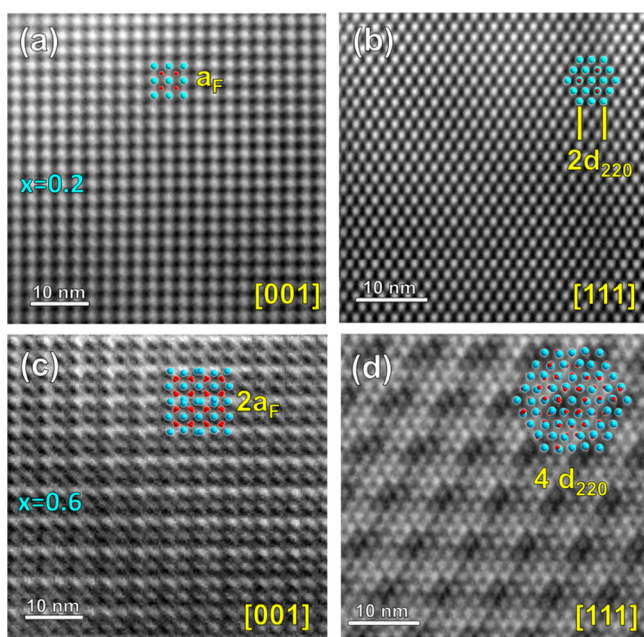 (a)
a_F
x=0.2
10 nm
[001]
(b)
2d_220
10 nm
[111]
(c)
2a_F
x=0.6
10 nm
[001]
(d)
4 d_220
10 nm
[111]